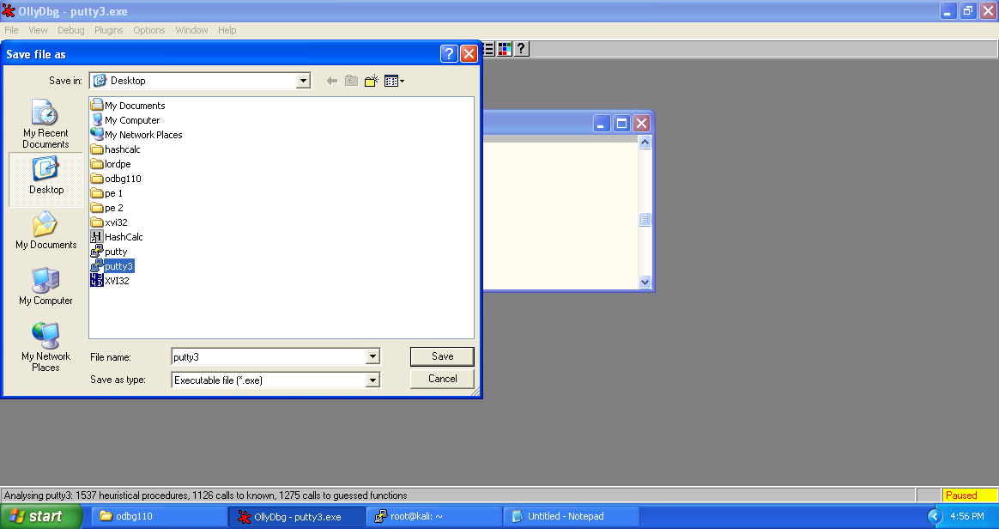 OllyDbg - putty3.exe
File View Debug Plugins Options Window Help
Save file as
Save in: Desktop
My Recent Documents
Desktop
My Documents
My Computer
My Network Places
My Documents
My Computer
My Network Places
hashcalc
lordpe
odbg110
pe 1
pe 2
xvi32
HashCalc
putty
putty3
XVI32
File name: putty3 Save
Save as type: Executable file (*.exe) Cancel
Analysing putty3: 1537 heuristical procedures, 1126 calls to known, 1275 calls to guessed functions Paused
start odbg110 OllyDbg - putty3.exe root@kali: ~ Untitled - Notepad 4:56 PM